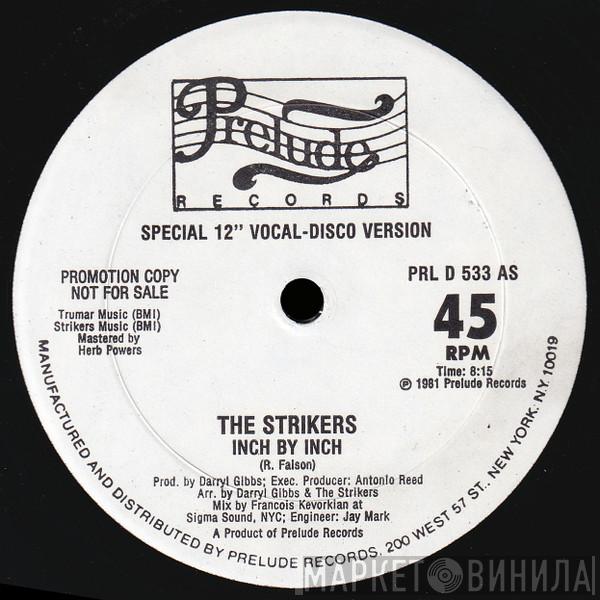 Prelude
RECORDS
SPECIAL 12" VOCAL-DISCO VERSION
PROMOTION COPY
NOT FOR SALE
Trumar Music (BMI)
Strikers Music (BMI)
Mastered by
Herb Powers
PRL D 533 AS
45
RPM
Time: 8:15
℗ 1981 Prelude Records
THE STRIKERS
INCH BY INCH
(R. Falson)
Prod. by Darryl Gibbs; Exec. Producer: Antonio Reed
Arr. by Darryl Gibbs & The Strikers
Mix by Francois Kevorkian at
Sigma Sound, NYC; Engineer: Jay Mark
A Product of Prelude Records
MANUFACTURED AND DISTRIBUTED BY PRELUDE RECORDS, 200 WEST 57 ST., NEW YORK, N.Y. 10019
МАРКЕТ ВИНИЛА